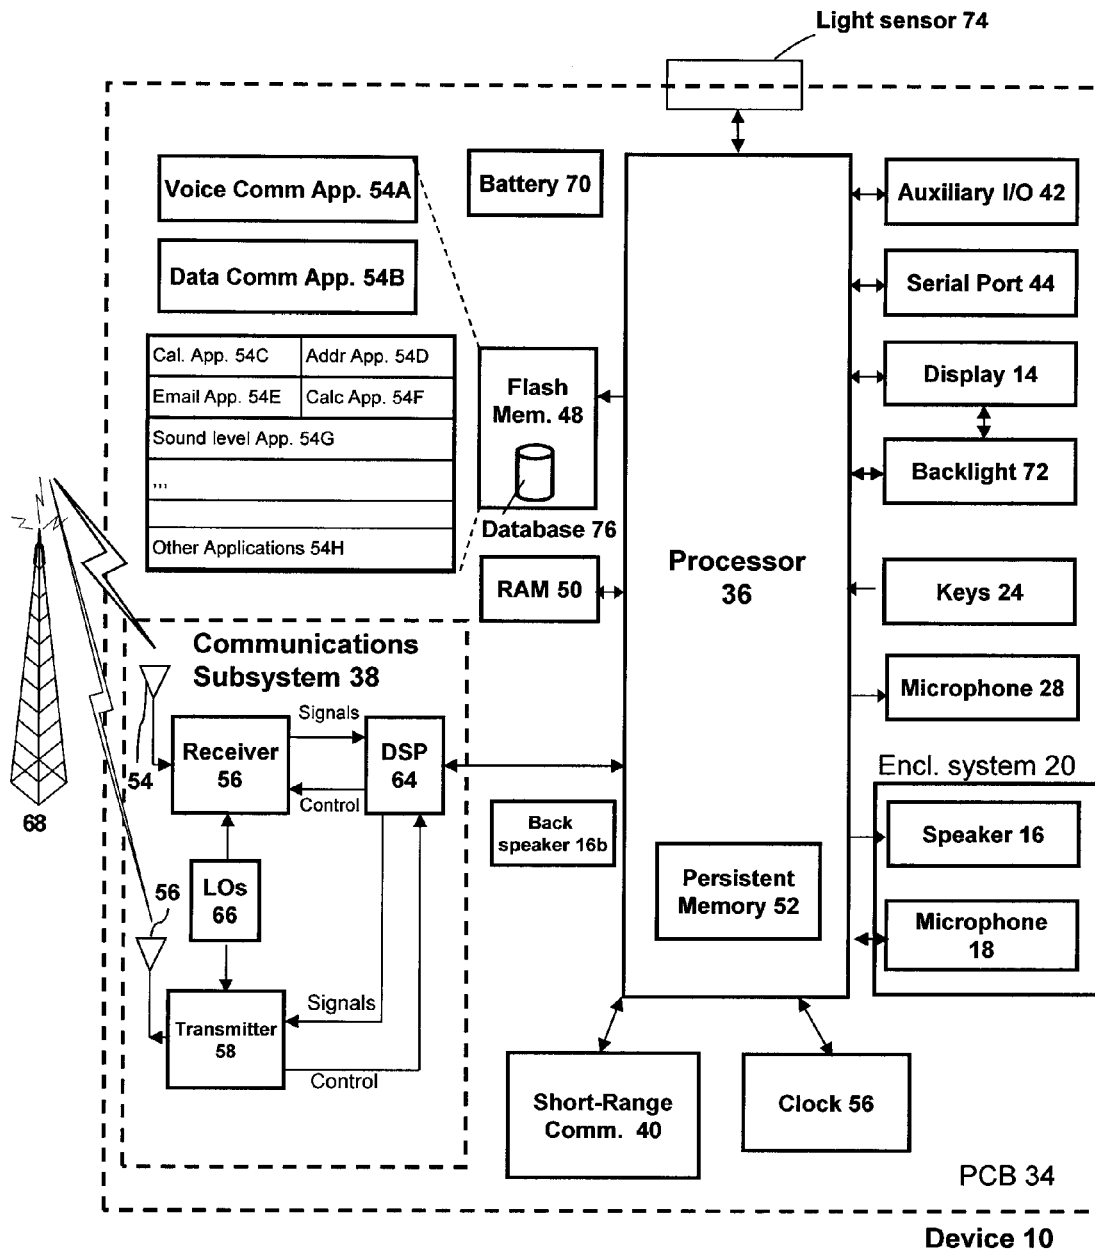 Light sensor 74
Voice Comm App. 54A
Battery 70
Auxiliary I/O 42
Data Comm App. 54B
Serial Port 44
Cal. App. 54C
Addr App. 54D
Email App. 54E
Calc App. 54F
Sound level App. 54G
,,,
Other Applications 54H
Flash
Mem. 48
Database 76
RAM 50
Display 14
Backlight 72
Processor
36
Keys 24
Microphone 28
Communications
Subsystem 38
Signals
Receiver
56
DSP
64
Control
54
68
Encl. system 20
Back
speaker 16b
Speaker 16
Persistent
Memory 52
Microphone
18
56
LOs
66
Signals
Transmitter
58
Control
Short-Range
Comm. 40
Clock 56
PCB 34
Device 10